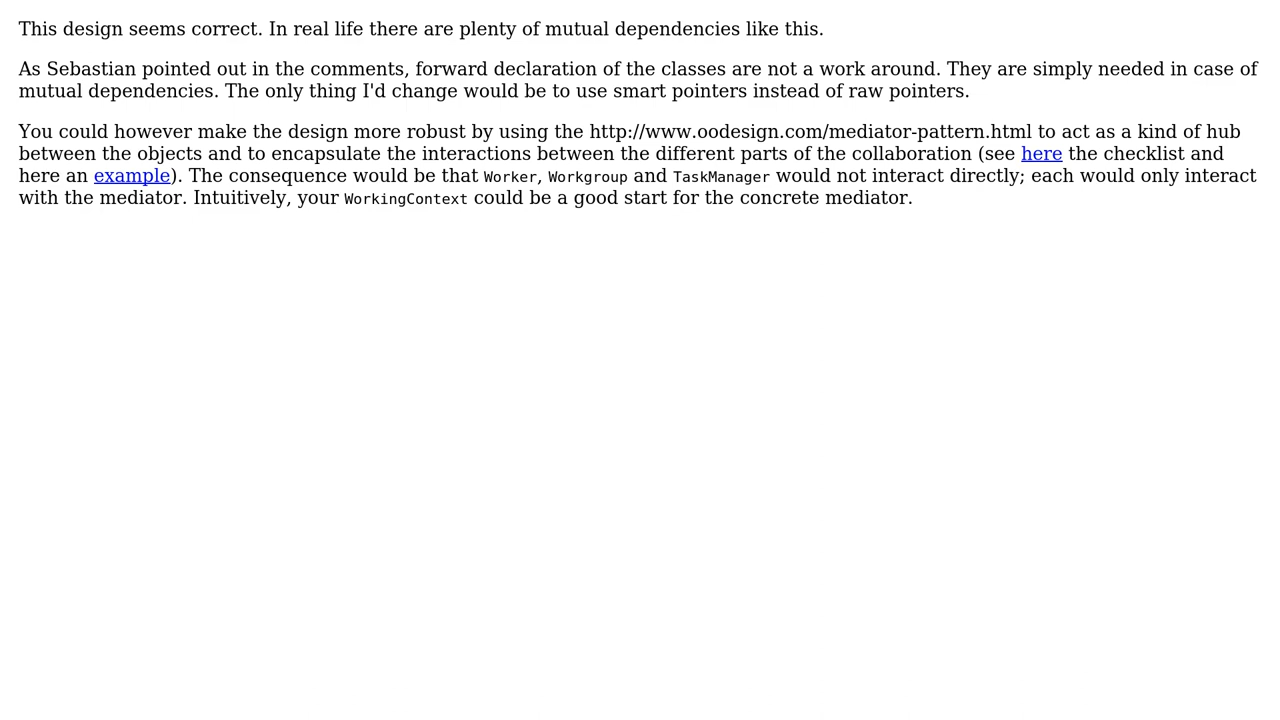 This design seems correct. In real life there are plenty of mutual dependencies like this.
As Sebastian pointed out in the comments, forward declaration of the classes are not a work around. They are simply needed in case of
mutual dependencies. The only thing I'd change would be to use smart pointers instead of raw pointers.
You could however make the design more robust by using the http://www.oodesign.com/mediator-pattern.html to act as a kind of hub
between the objects and to encapsulate the interactions between the different parts of the collaboration (see here the checklist and
here an example). The consequence would be that Worker, Workgroup and TaskManager would not interact directly; each would only interact
with the mediator. Intuitively, your WorkingContext could be a good start for the concrete mediator.